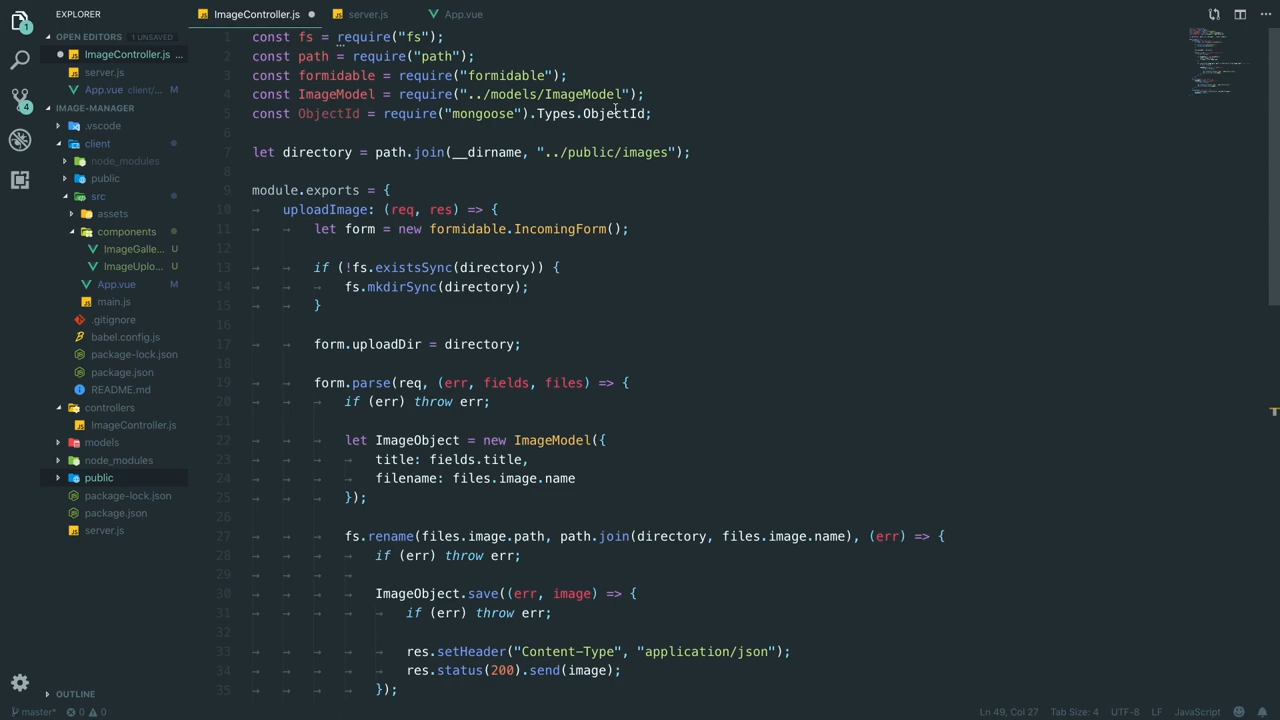 EXPLORER
OPEN EDITORS 1 UNSAVED
ImageController.js ...
server.js
App.vue client/... M
IMAGE-MANAGER
.vscode
client
node_modules
public
src
assets
components
ImageGalle... U
ImageUplo... U
App.vue M
main.js
.gitignore
babel.config.js
package-lock.json
package.json
README.md
controllers
ImageController.js
models
node_modules
public
package-lock.json
package.json
server.js
OUTLINE
1
4
ImageController.js
server.js
App.vue
1 const fs = require("fs");
2 const path = require("path");
3 const formidable = require("formidable");
4 const ImageModel = require("../models/ImageModel");
5 const ObjectId = require("mongoose").Types.ObjectId;
6
7 let directory = path.join(__dirname, "../public/images");
8
9 module.exports = {
10 uploadImage: (req, res) => {
11 let form = new formidable.IncomingForm();
12
13 if (!fs.existsSync(directory)) {
14 fs.mkdirSync(directory);
15 }
16
17 form.uploadDir = directory;
18
19 form.parse(req, (err, fields, files) => {
20 if (err) throw err;
21
22 let ImageObject = new ImageModel({
23 title: fields.title,
24 filename: files.image.name
25 });
26
27 fs.rename(files.image.path, path.join(directory, files.image.name), (err) => {
28 if (err) throw err;
29
30 ImageObject.save((err, image) => {
31 if (err) throw err;
32
33 res.setHeader("Content-Type", "application/json");
34 res.status(200).send(image);
35 });
master* 0 0
Ln 49, Col 27 Tab Size: 4 UTF-8 LF JavaScript